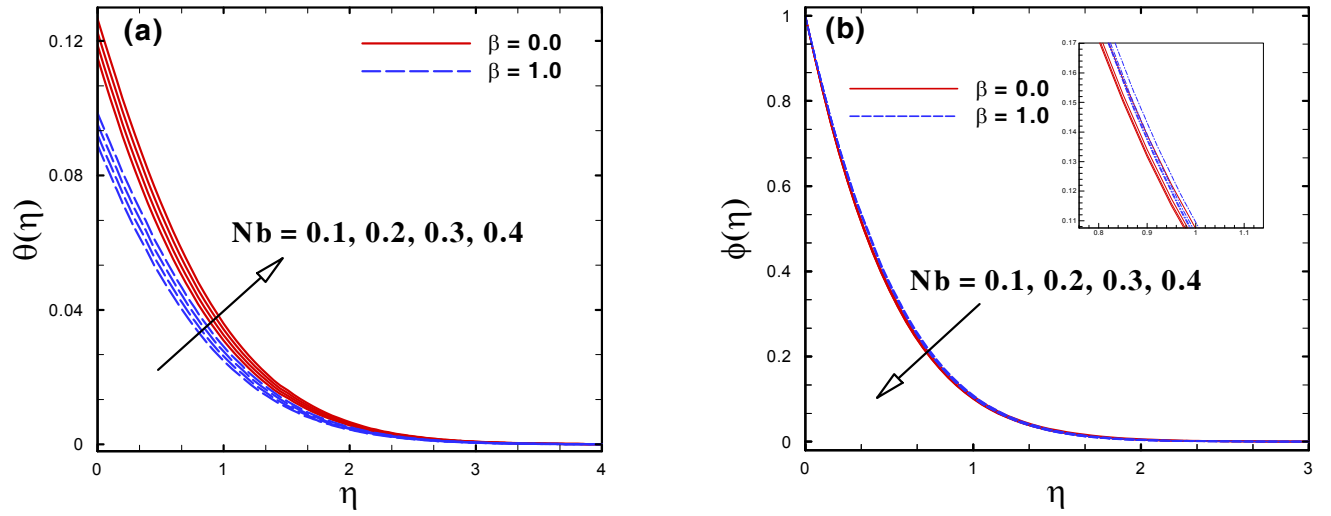 (a)
β = 0.0
β = 1.0
Nb = 0.1, 0.2, 0.3, 0.4
θ(η)
0.12
0.08
0.04
0
0 1 2 3 4
η
(b)
β = 0.0
β = 1.0
Nb = 0.1, 0.2, 0.3, 0.4
ϕ(η)
1
0.8
0.6
0.4
0.2
0
0 1 2 3
η
0.17
0.16
0.15
0.14
0.13
0.12
0.11
0.8 0.9 1 1.1